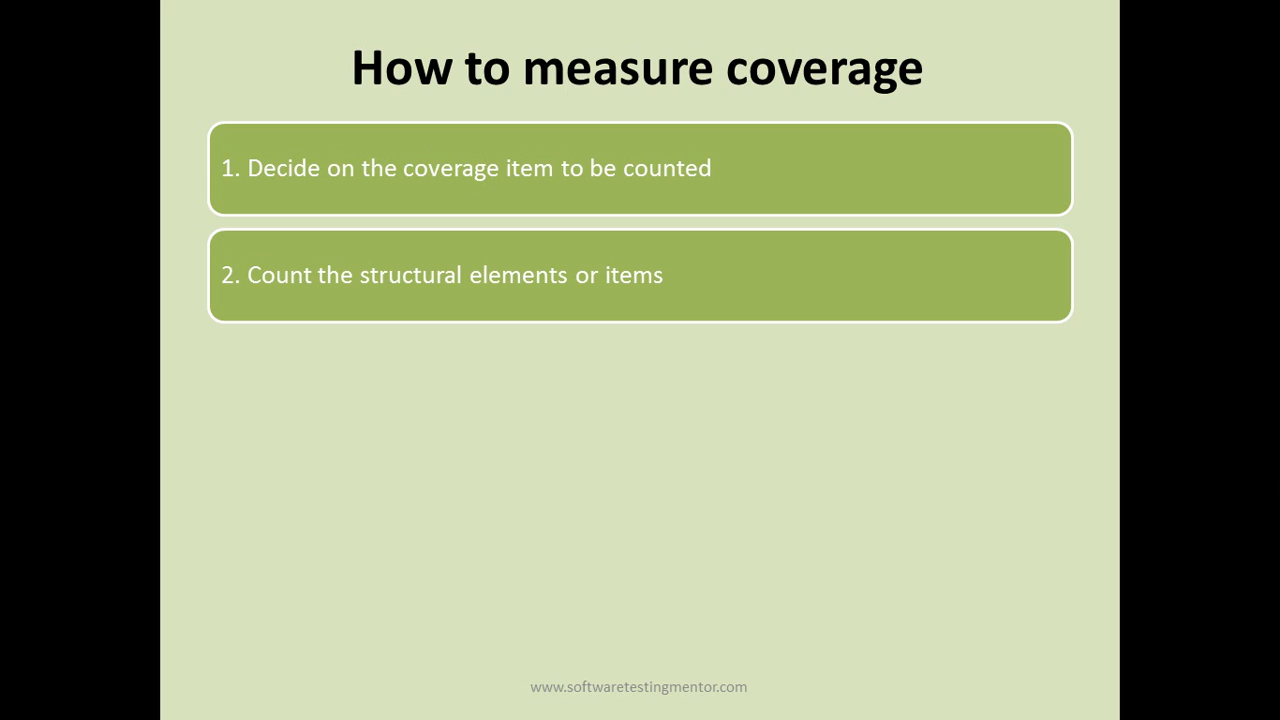 How to measure coverage
1. Decide on the coverage item to be counted
2. Count the structural elements or items
www.softwaretestingmentor.com